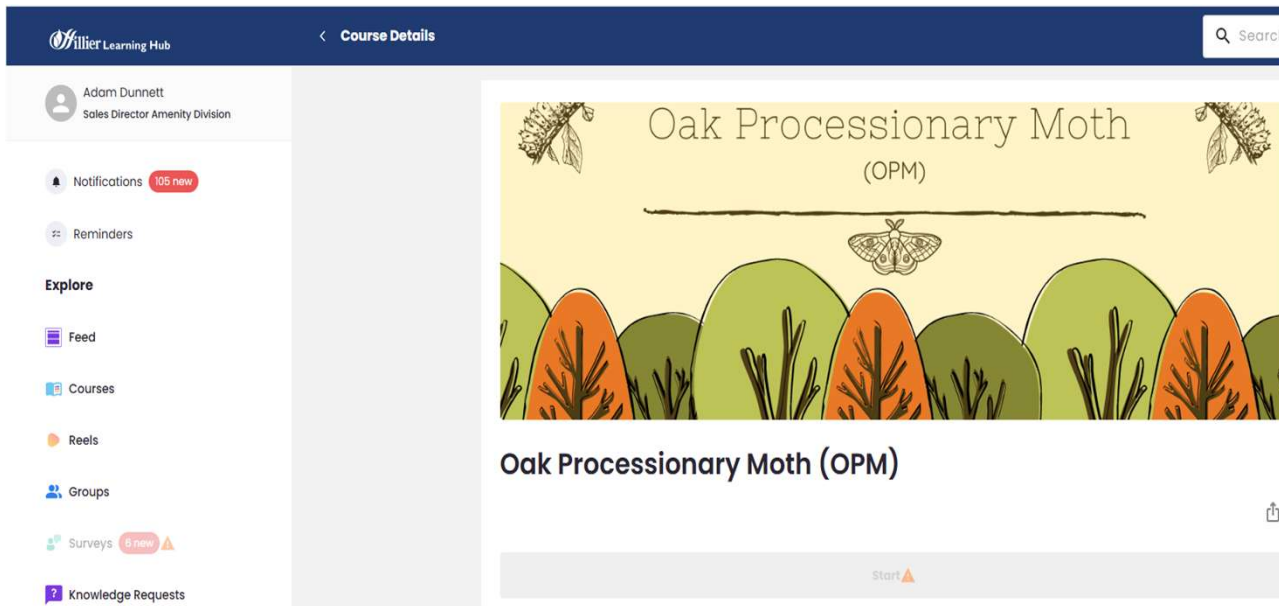 Hillier Learning Hub
Course Details
Adam Dunnett
Sales Director Amenity Division
Notifications 105 new
Reminders
Explore
Feed
Courses
Reels
Groups
Surveys 6 new
Knowledge Requests
Oak Processionary Moth
(OPM)
Oak Processionary Moth (OPM)
Start